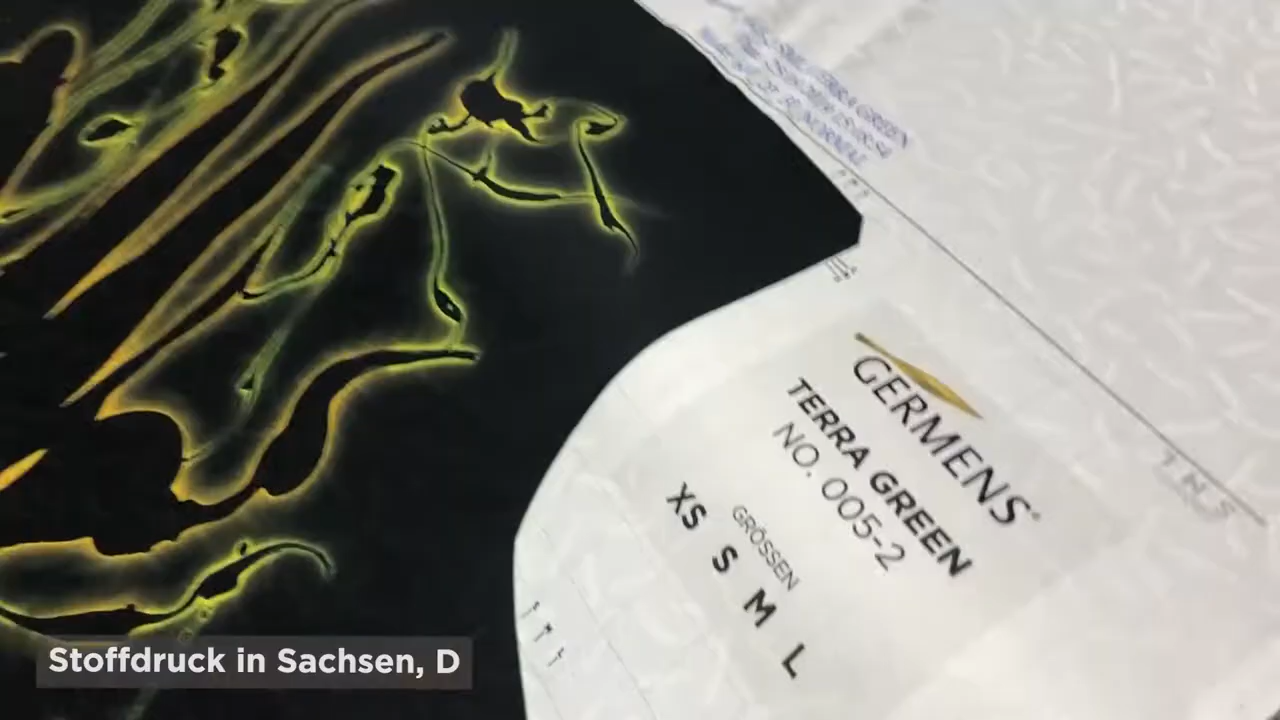 GERMENS®
TERRA GREEN
NO. 005-2
GRÖSSEN
XS S M L
Stoffdruck in Sachsen, D